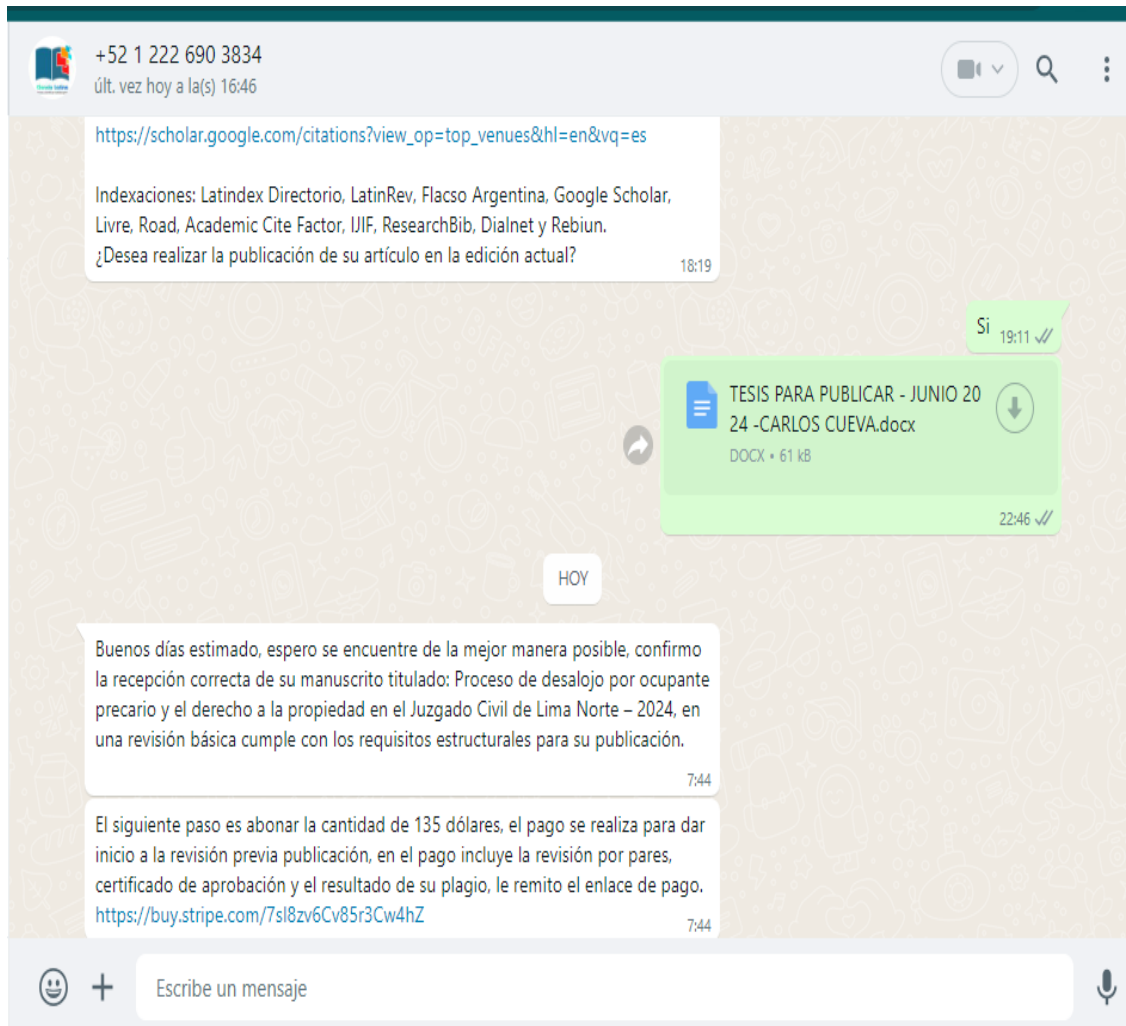 +52 1 222 690 3834
últ. vez hoy a la(s) 16:46
https://scholar.google.com/citations?view_op=top_venues&hl=en&vq=es
Indexaciones: Latindex Directorio, LatinRev, Flacso Argentina, Google Scholar,
Livre, Road, Academic Cite Factor, IJIF, ResearchBib, Dialnet y Rebiun.
¿Desea realizar la publicación de su artículo en la edición actual?
18:19
Si 19:11
TESIS PARA PUBLICAR - JUNIO 20
24 -CARLOS CUEVA.docx
DOCX • 61 kB
22:46
HOY
Buenos días estimado, espero se encuentre de la mejor manera posible, confirmo
la recepción correcta de su manuscrito titulado: Proceso de desalojo por ocupante
precario y el derecho a la propiedad en el Juzgado Civil de Lima Norte – 2024, en
una revisión básica cumple con los requisitos estructurales para su publicación.
7:44
El siguiente paso es abonar la cantidad de 135 dólares, el pago se realiza para dar
inicio a la revisión previa publicación, en el pago incluye la revisión por pares,
certificado de aprobación y el resultado de su plagio, le remito el enlace de pago.
https://buy.stripe.com/7sl8zv6Cv85r3Cw4hZ
7:44
Escribe un mensaje